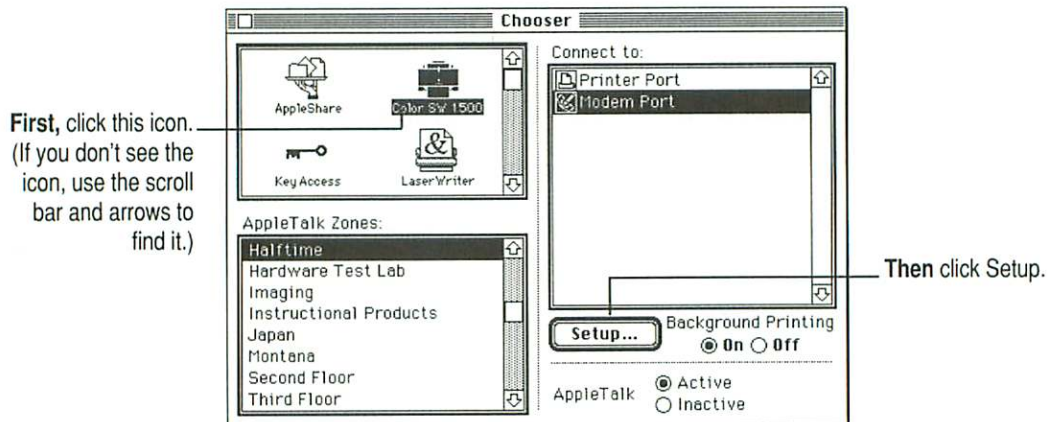 Chooser
First, click this icon.
(If you don't see the
icon, use the scroll
bar and arrows to
find it.)
AppleShare
Color SW 1500
Key Access
LaserWriter
AppleTalk Zones:
Halftime
Hardware Test Lab
Imaging
Instructional Products
Japan
Montana
Second Floor
Third Floor
Connect to:
Printer Port
Modem Port
Then click Setup.
Setup...
Background Printing
On Off
AppleTalk
Active
Inactive